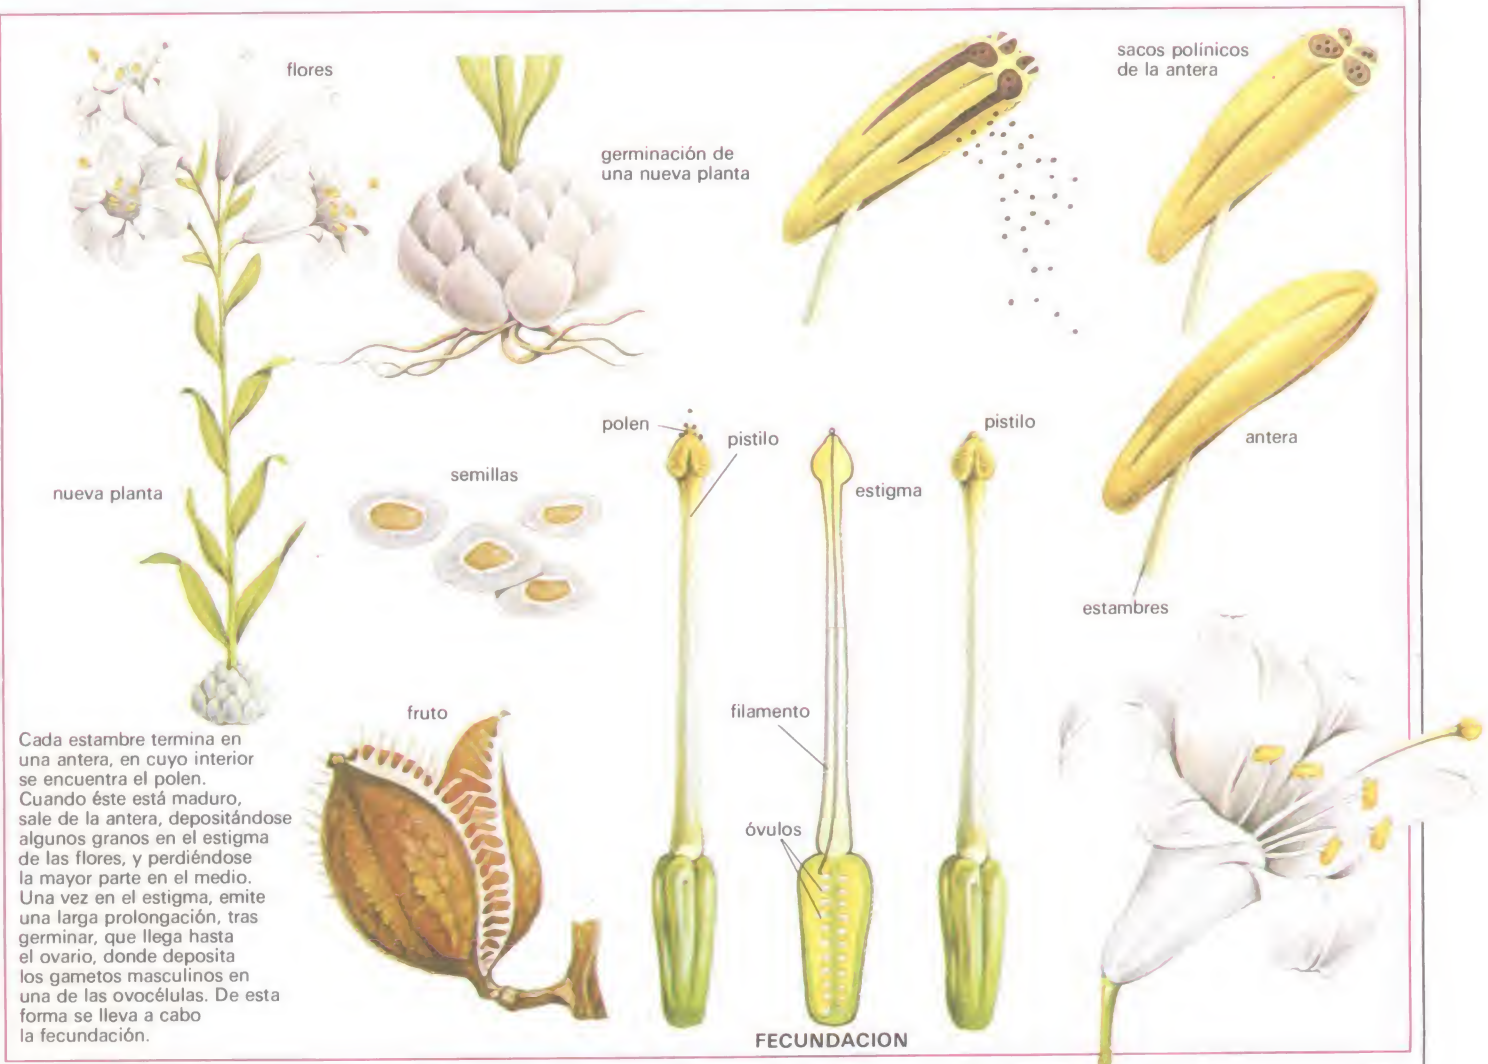 flores
germinación de
una nueva planta
sacos polínicos
de la antera
polen
pistilo
pistilo
antera
semillas
estigma
nueva planta
estambres
fruto
filamento
óvulos
Cada estambre termina en
una antera, en cuyo interior
se encuentra el polen.
Cuando éste está maduro,
sale de la antera, depositándose
algunos granos en el estigma
de las flores, y perdiéndose
la mayor parte en el medio.
Una vez en el estigma, emite
una larga prolongación, tras
germinar, que llega hasta
el ovario, donde deposita
los gametos masculinos en
una de las ovocélulas. De esta
forma se lleva a cabo
la fecundación.
FECUNDACION